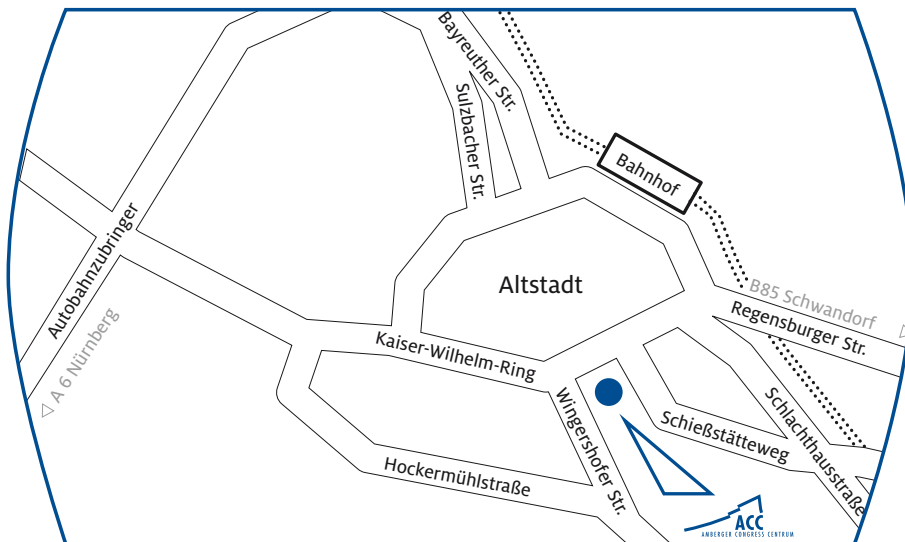 Bayreuther Str.
Sulzbacher Str.
Bahnhof
Autobahnzubringer
Altstadt
B85 Schwandorf
Regensburger Str.
A 6 Nürnberg
Kaiser-Wilhelm-Ring
Wingershofer Str.
Schießstätteweg
Schlachthausstraße
Hockermühlstraße
ACC
AMBERGER CONGRESS CENTRUM